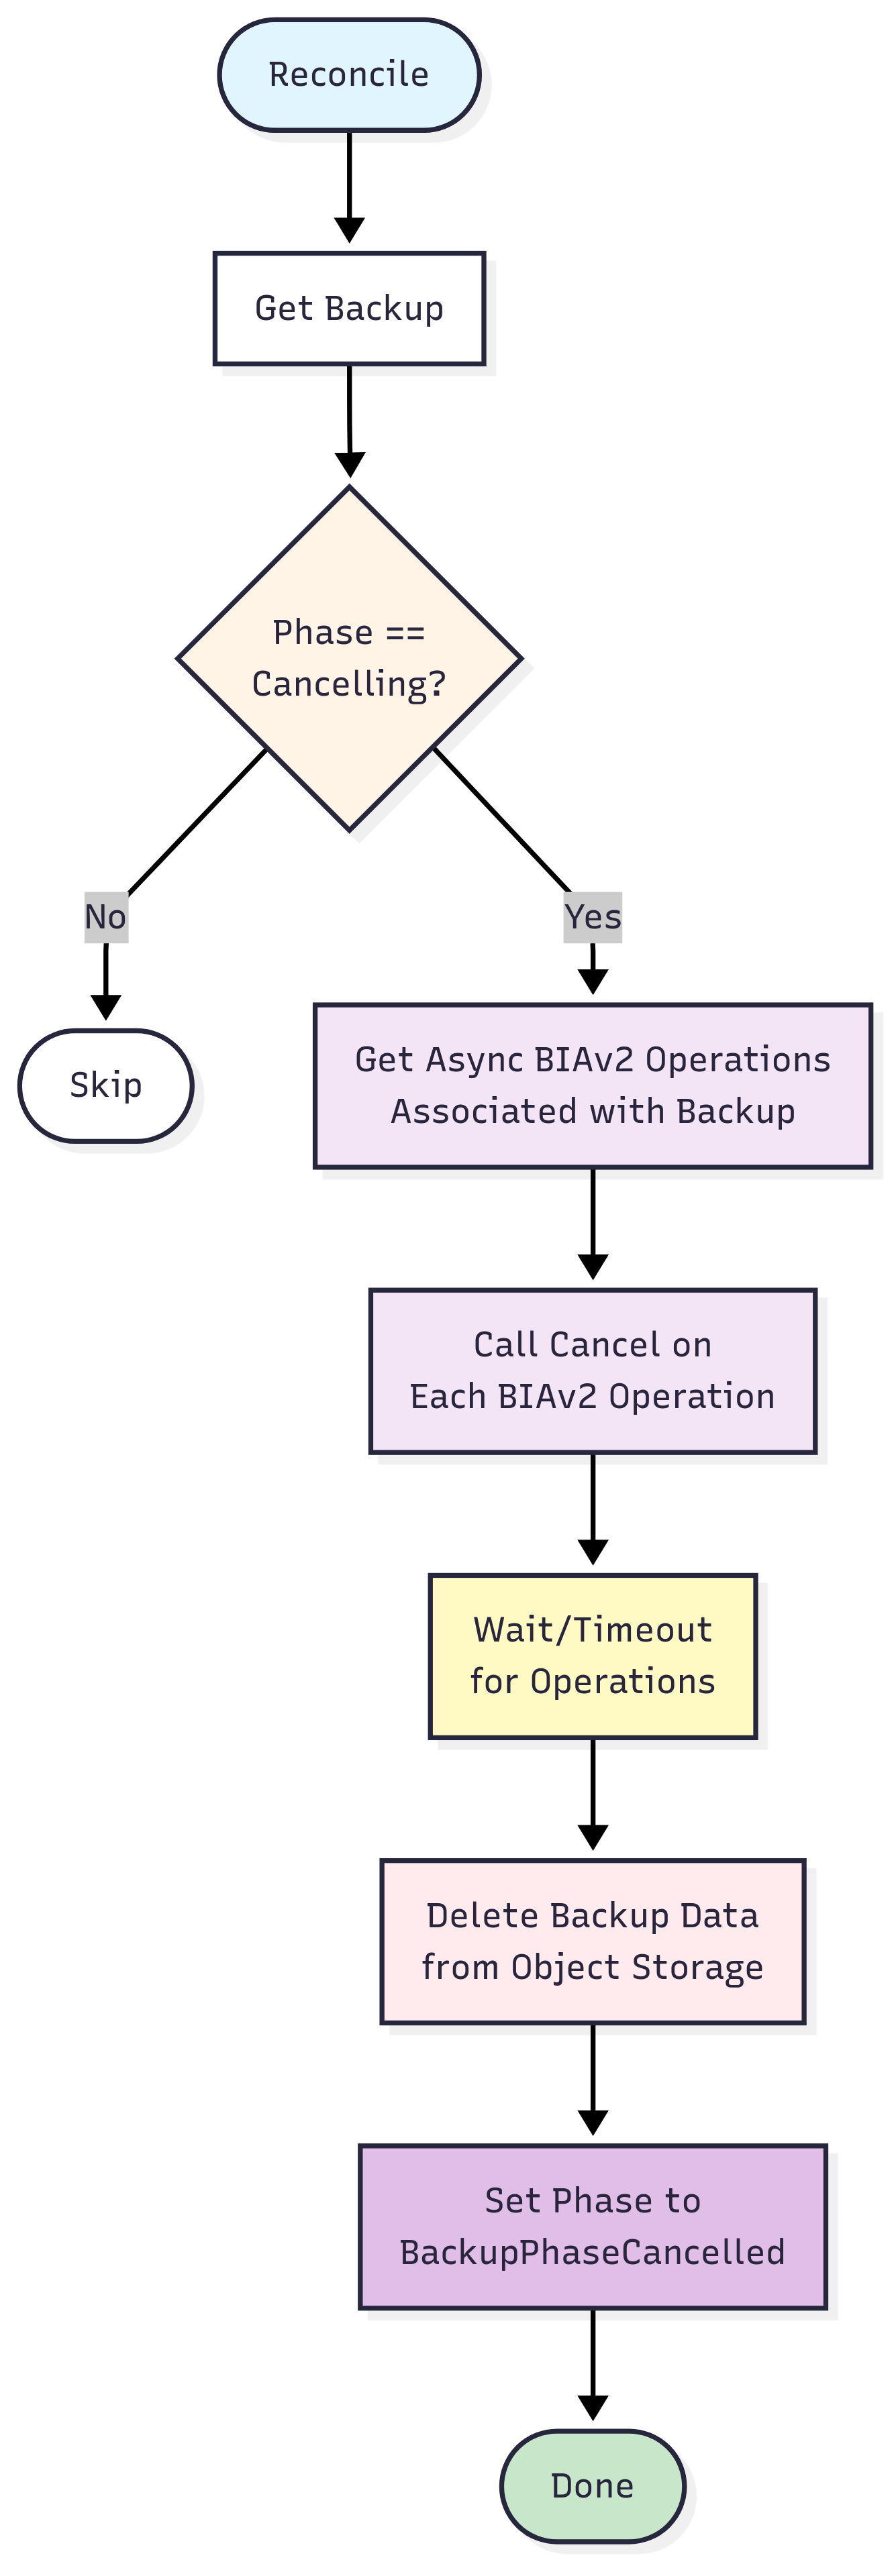 Reconcile
Get Backup
Phase ==
Cancelling?
No
Yes
Skip
Get Async BIAv2 Operations
Associated with Backup
Call Cancel on
Each BIAv2 Operation
Wait/Timeout
for Operations
Delete Backup Data
from Object Storage
Set Phase to
BackupPhaseCancelled
Done